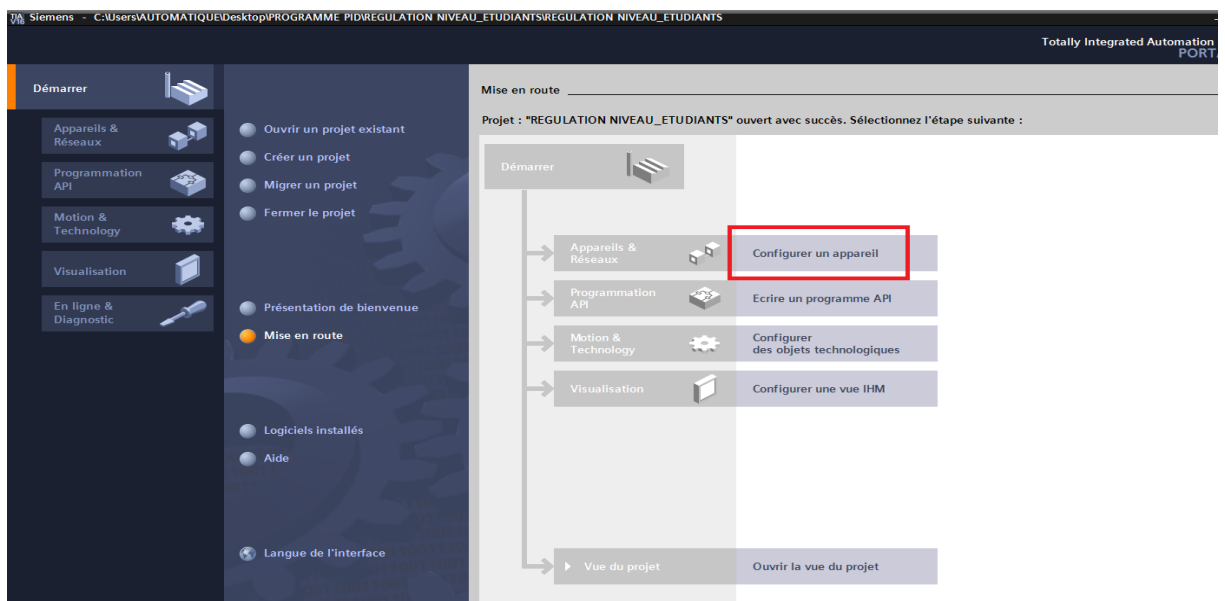 Siemens - C:\Users\AUTOMATIQUE\Desktop\PROGRAMME PID\REGULATION NIVEAU_ETUDIANTS\REGULATION NIVEAU_ETUDIANTS
Totally Integrated Automation
PORTA
Démarrer
Appareils &
Réseaux
Programmation
API
Motion &
Technology
Visualisation
En ligne &
Diagnostic
Ouvrir un projet existant
Créer un projet
Migrer un projet
Fermer le projet
Présentation de bienvenue
Mise en route
Logiciels installés
Aide
Langue de l'interface
Mise en route
Projet : "REGULATION NIVEAU_ETUDIANTS" ouvert avec succès. Sélectionnez l'étape suivante :
Démarrer
Appareils &
Réseaux
Configurer un appareil
Programmation
API
Ecrire un programme API
Motion &
Technology
Configurer
des objets technologiques
Visualisation
Configurer une vue IHM
Vue du projet
Ouvrir la vue du projet